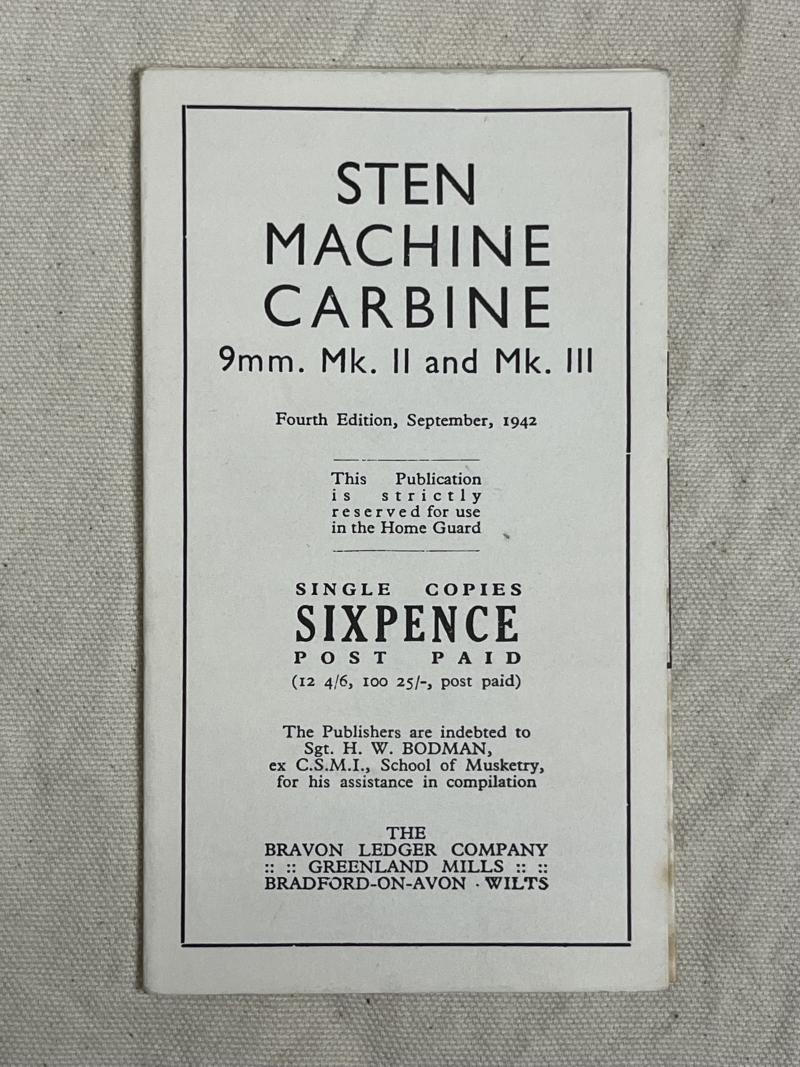 STEN
MACHINE
CARBINE
9mm. Mk. II and Mk. III
Fourth Edition, September, 1942
This Publication
is strictly
reserved for use
in the Home Guard
SINGLE COPIES
SIXPENCE
POST PAID
(12 4/6, 100 25/-, post paid)
The Publishers are indebted to
Sgt. H. W. BODMAN,
ex C.S.M.I., School of Musketry,
for his assistance in compilation
THE
BRAVON LEDGER COMPANY
:: :: GREENLAND MILLS :: ::
BRADFORD-ON-AVON · WILTS